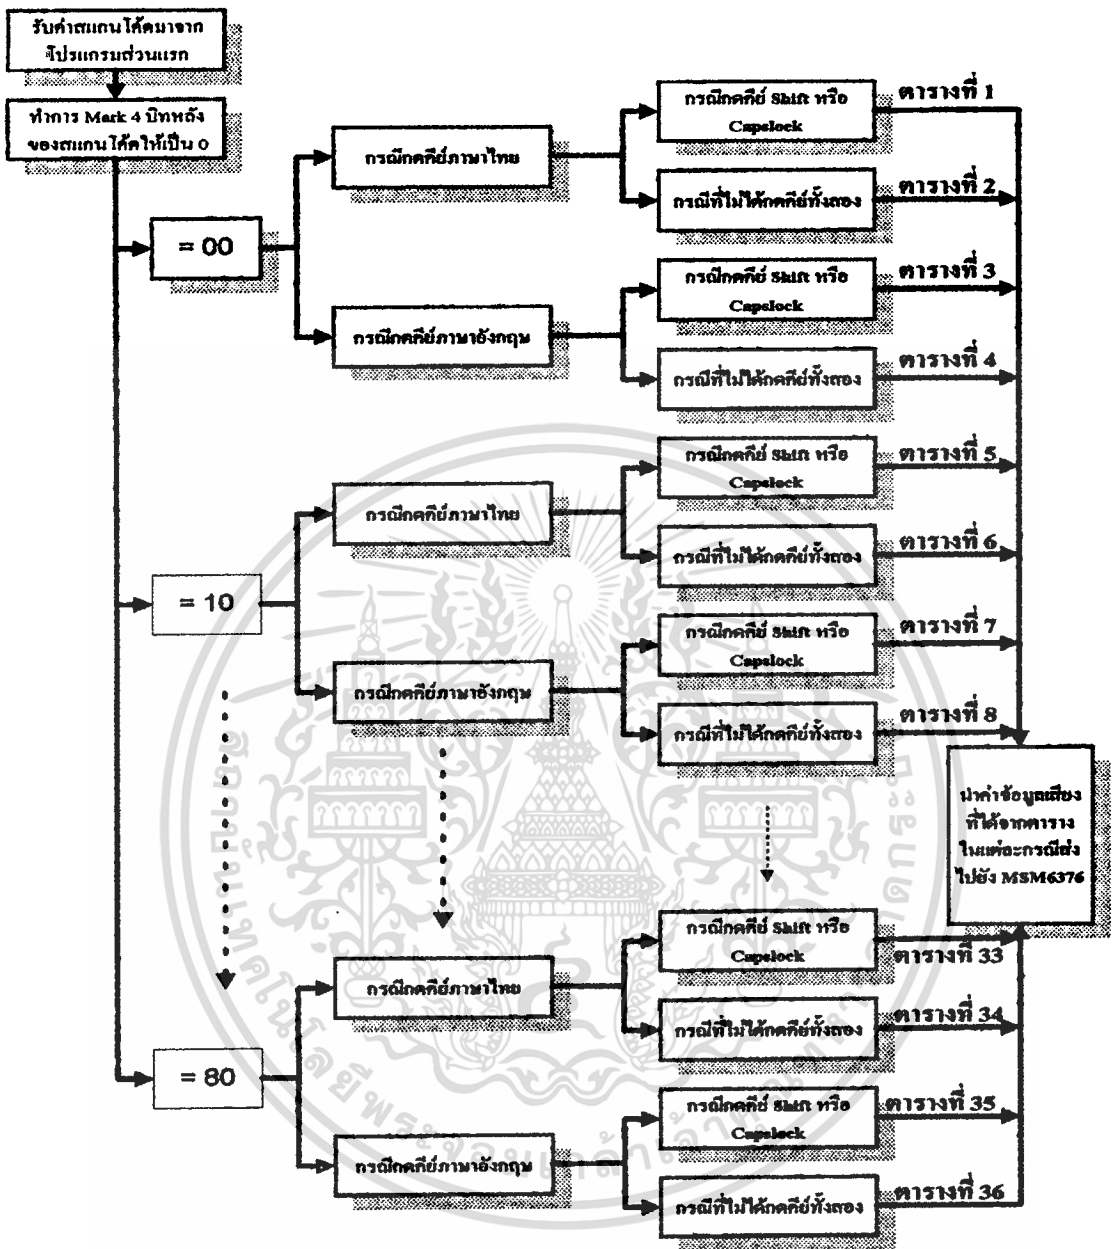 รับค่าสแกนโค้ดมาจาก
โปรแกรมส่วนแรก
ทำการ Mark 4 บิทหลัง
ของสแกนโค้ดให้เป็น 0
= 00
กรณีกดคีย์ภาษาไทย
กรณีกดคีย์ Shift หรือ
Capslock
ตารางที่ 1
กรณีที่ไม่ได้กดคีย์ทั้งสอง
ตารางที่ 2
กรณีกดคีย์ภาษาอังกฤษ
กรณีกดคีย์ Shift หรือ
Capslock
ตารางที่ 3
กรณีที่ไม่ได้กดคีย์ทั้งสอง
ตารางที่ 4
= 10
กรณีกดคีย์ภาษาไทย
กรณีกดคีย์ Shift หรือ
Capslock
ตารางที่ 5
กรณีที่ไม่ได้กดคีย์ทั้งสอง
ตารางที่ 6
กรณีกดคีย์ภาษาอังกฤษ
กรณีกดคีย์ Shift หรือ
Capslock
ตารางที่ 7
กรณีที่ไม่ได้กดคีย์ทั้งสอง
ตารางที่ 8
= 80
กรณีกดคีย์ภาษาไทย
กรณีกดคีย์ Shift หรือ
Capslock
ตารางที่ 33
กรณีที่ไม่ได้กดคีย์ทั้งสอง
ตารางที่ 34
กรณีกดคีย์ภาษาอังกฤษ
กรณีกดคีย์ Shift หรือ
Capslock
ตารางที่ 35
กรณีที่ไม่ได้กดคีย์ทั้งสอง
ตารางที่ 36
นำค่าข้อมูลเสียง
ที่ได้จากตาราง
ในแต่ละกรณีส่ง
ไปยัง MSM6376